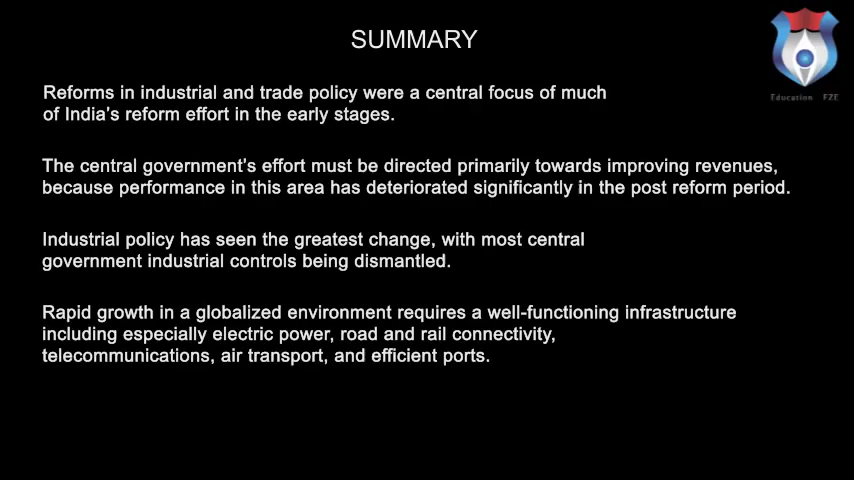 SUMMARY
Education FZE
Reforms in industrial and trade policy were a central focus of much
of India's reform effort in the early stages.
The central government's effort must be directed primarily towards improving revenues,
because performance in this area has deteriorated significantly in the post reform period.
Industrial policy has seen the greatest change, with most central
government industrial controls being dismantled.
Rapid growth in a globalized environment requires a well-functioning infrastructure
including especially electric power, road and rail connectivity,
telecommunications, air transport, and efficient ports.